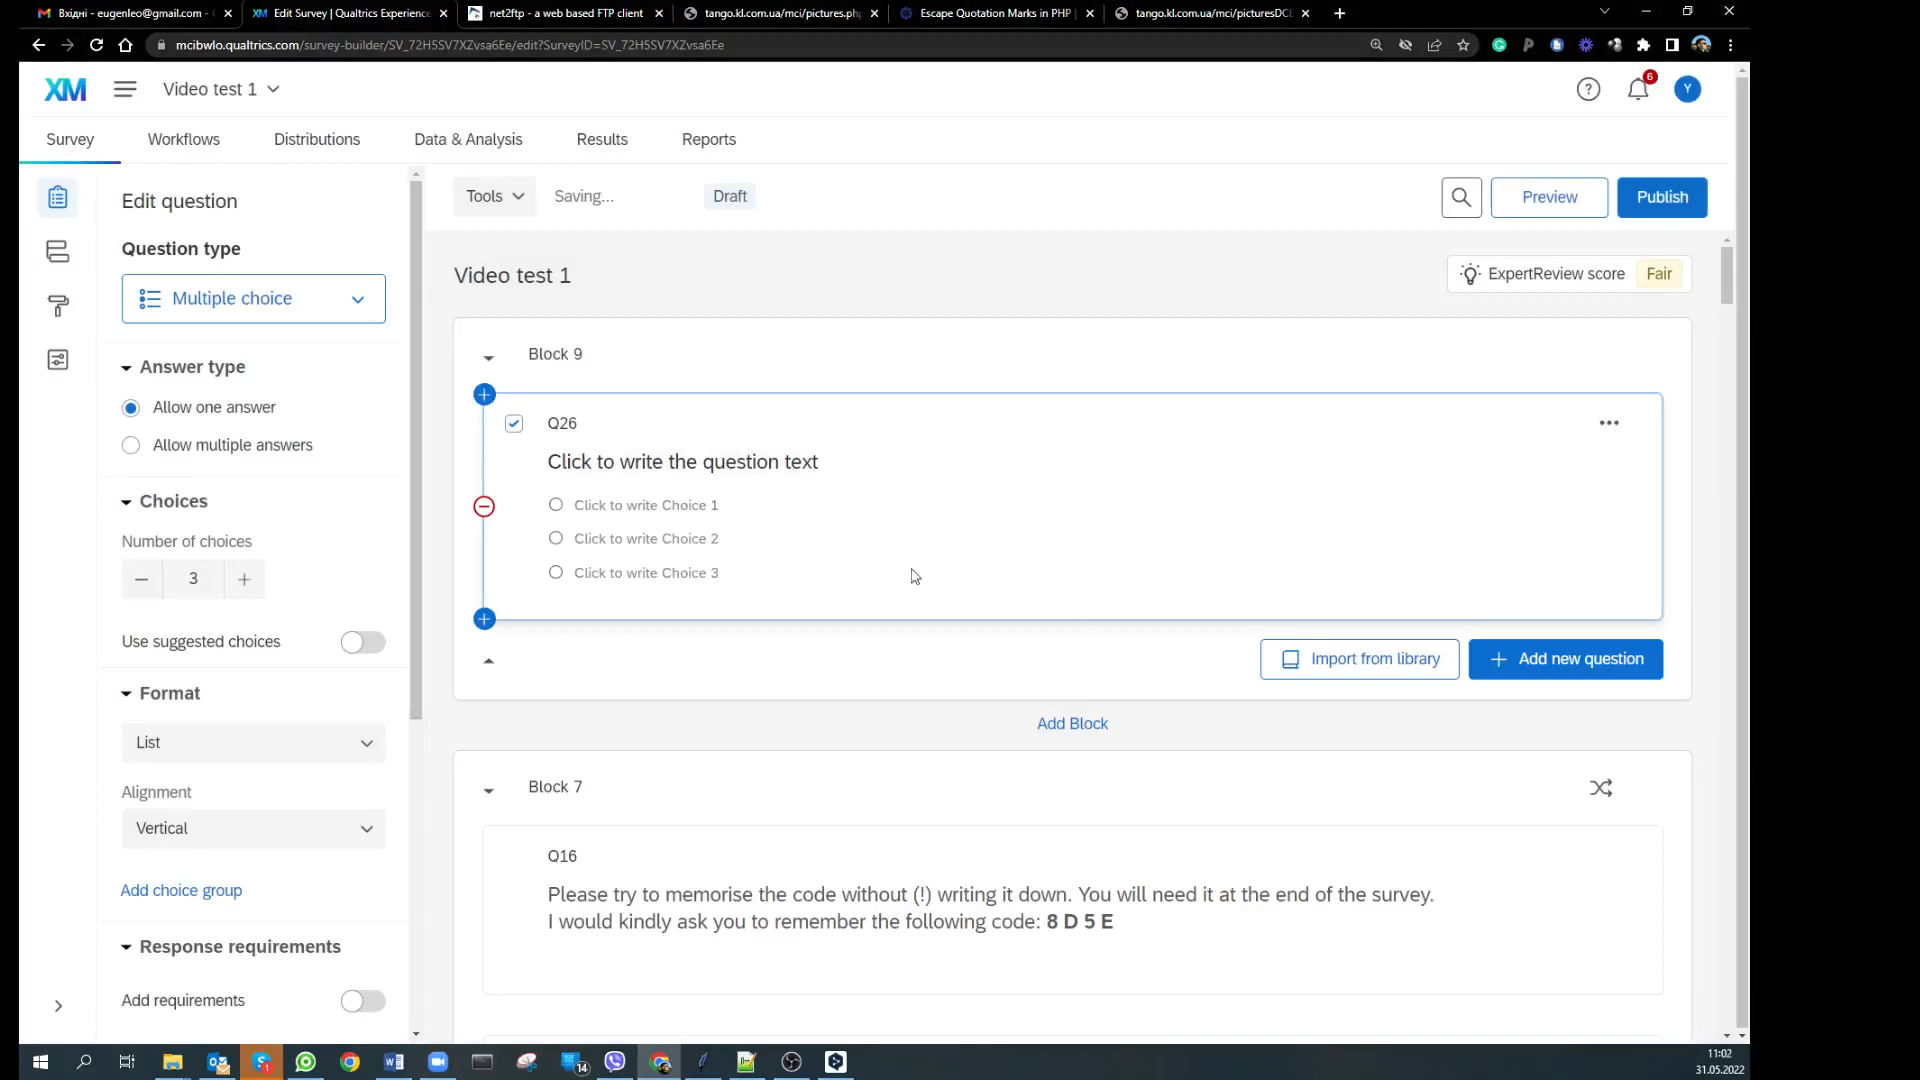 Вхідні - eugenleo@gmail.com -
Edit Survey | Qualtrics Experience
net2ftp - a web based FTP client
tango.kl.com.ua/mci/pictures.php
Escape Quotation Marks in PHP |
tango.kl.com.ua/mci/picturesDCE
mcibwlo.qualtrics.com/survey-builder/SV_72H5SV7XZvsa6Ee/edit?SurveyID=SV_72H5SV7XZvsa6Ee
XM
Video test 1
6
Y
Survey
Workflows
Distributions
Data & Analysis
Results
Reports
Edit question
Tools
Saving...
Draft
Preview
Publish
Question type
Multiple choice
Video test 1
ExpertReview score
Fair
Answer type
Allow one answer
Allow multiple answers
Choices
Number of choices
3
Use suggested choices
Format
List
Alignment
Vertical
Add choice group
Response requirements
Add requirements
Block 9
Q26
Click to write the question text
Click to write Choice 1
Click to write Choice 2
Click to write Choice 3
Import from library
Add new question
Add Block
Block 7
Q16
Please try to memorise the code without (!) writing it down. You will need it at the end of the survey.
I would kindly ask you to remember the following code: 8 D 5 E
14
11:02
31.05.2022